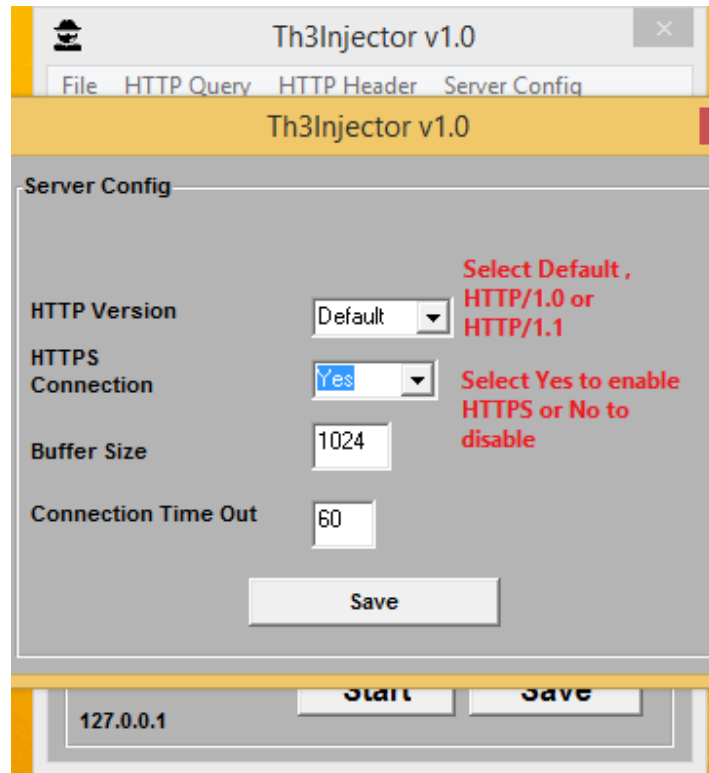 Th3Injector v1.0
File HTTP Query HTTP Header Server Config
Th3Injector v1.0
Server Config
HTTP Version
Default
Select Default ,
HTTP/1.0 or
HTTP/1.1
HTTPS
Connection
Yes
Select Yes to enable
HTTPS or No to
disable
Buffer Size
1024
Connection Time Out
60
Save
Start Save
127.0.0.1